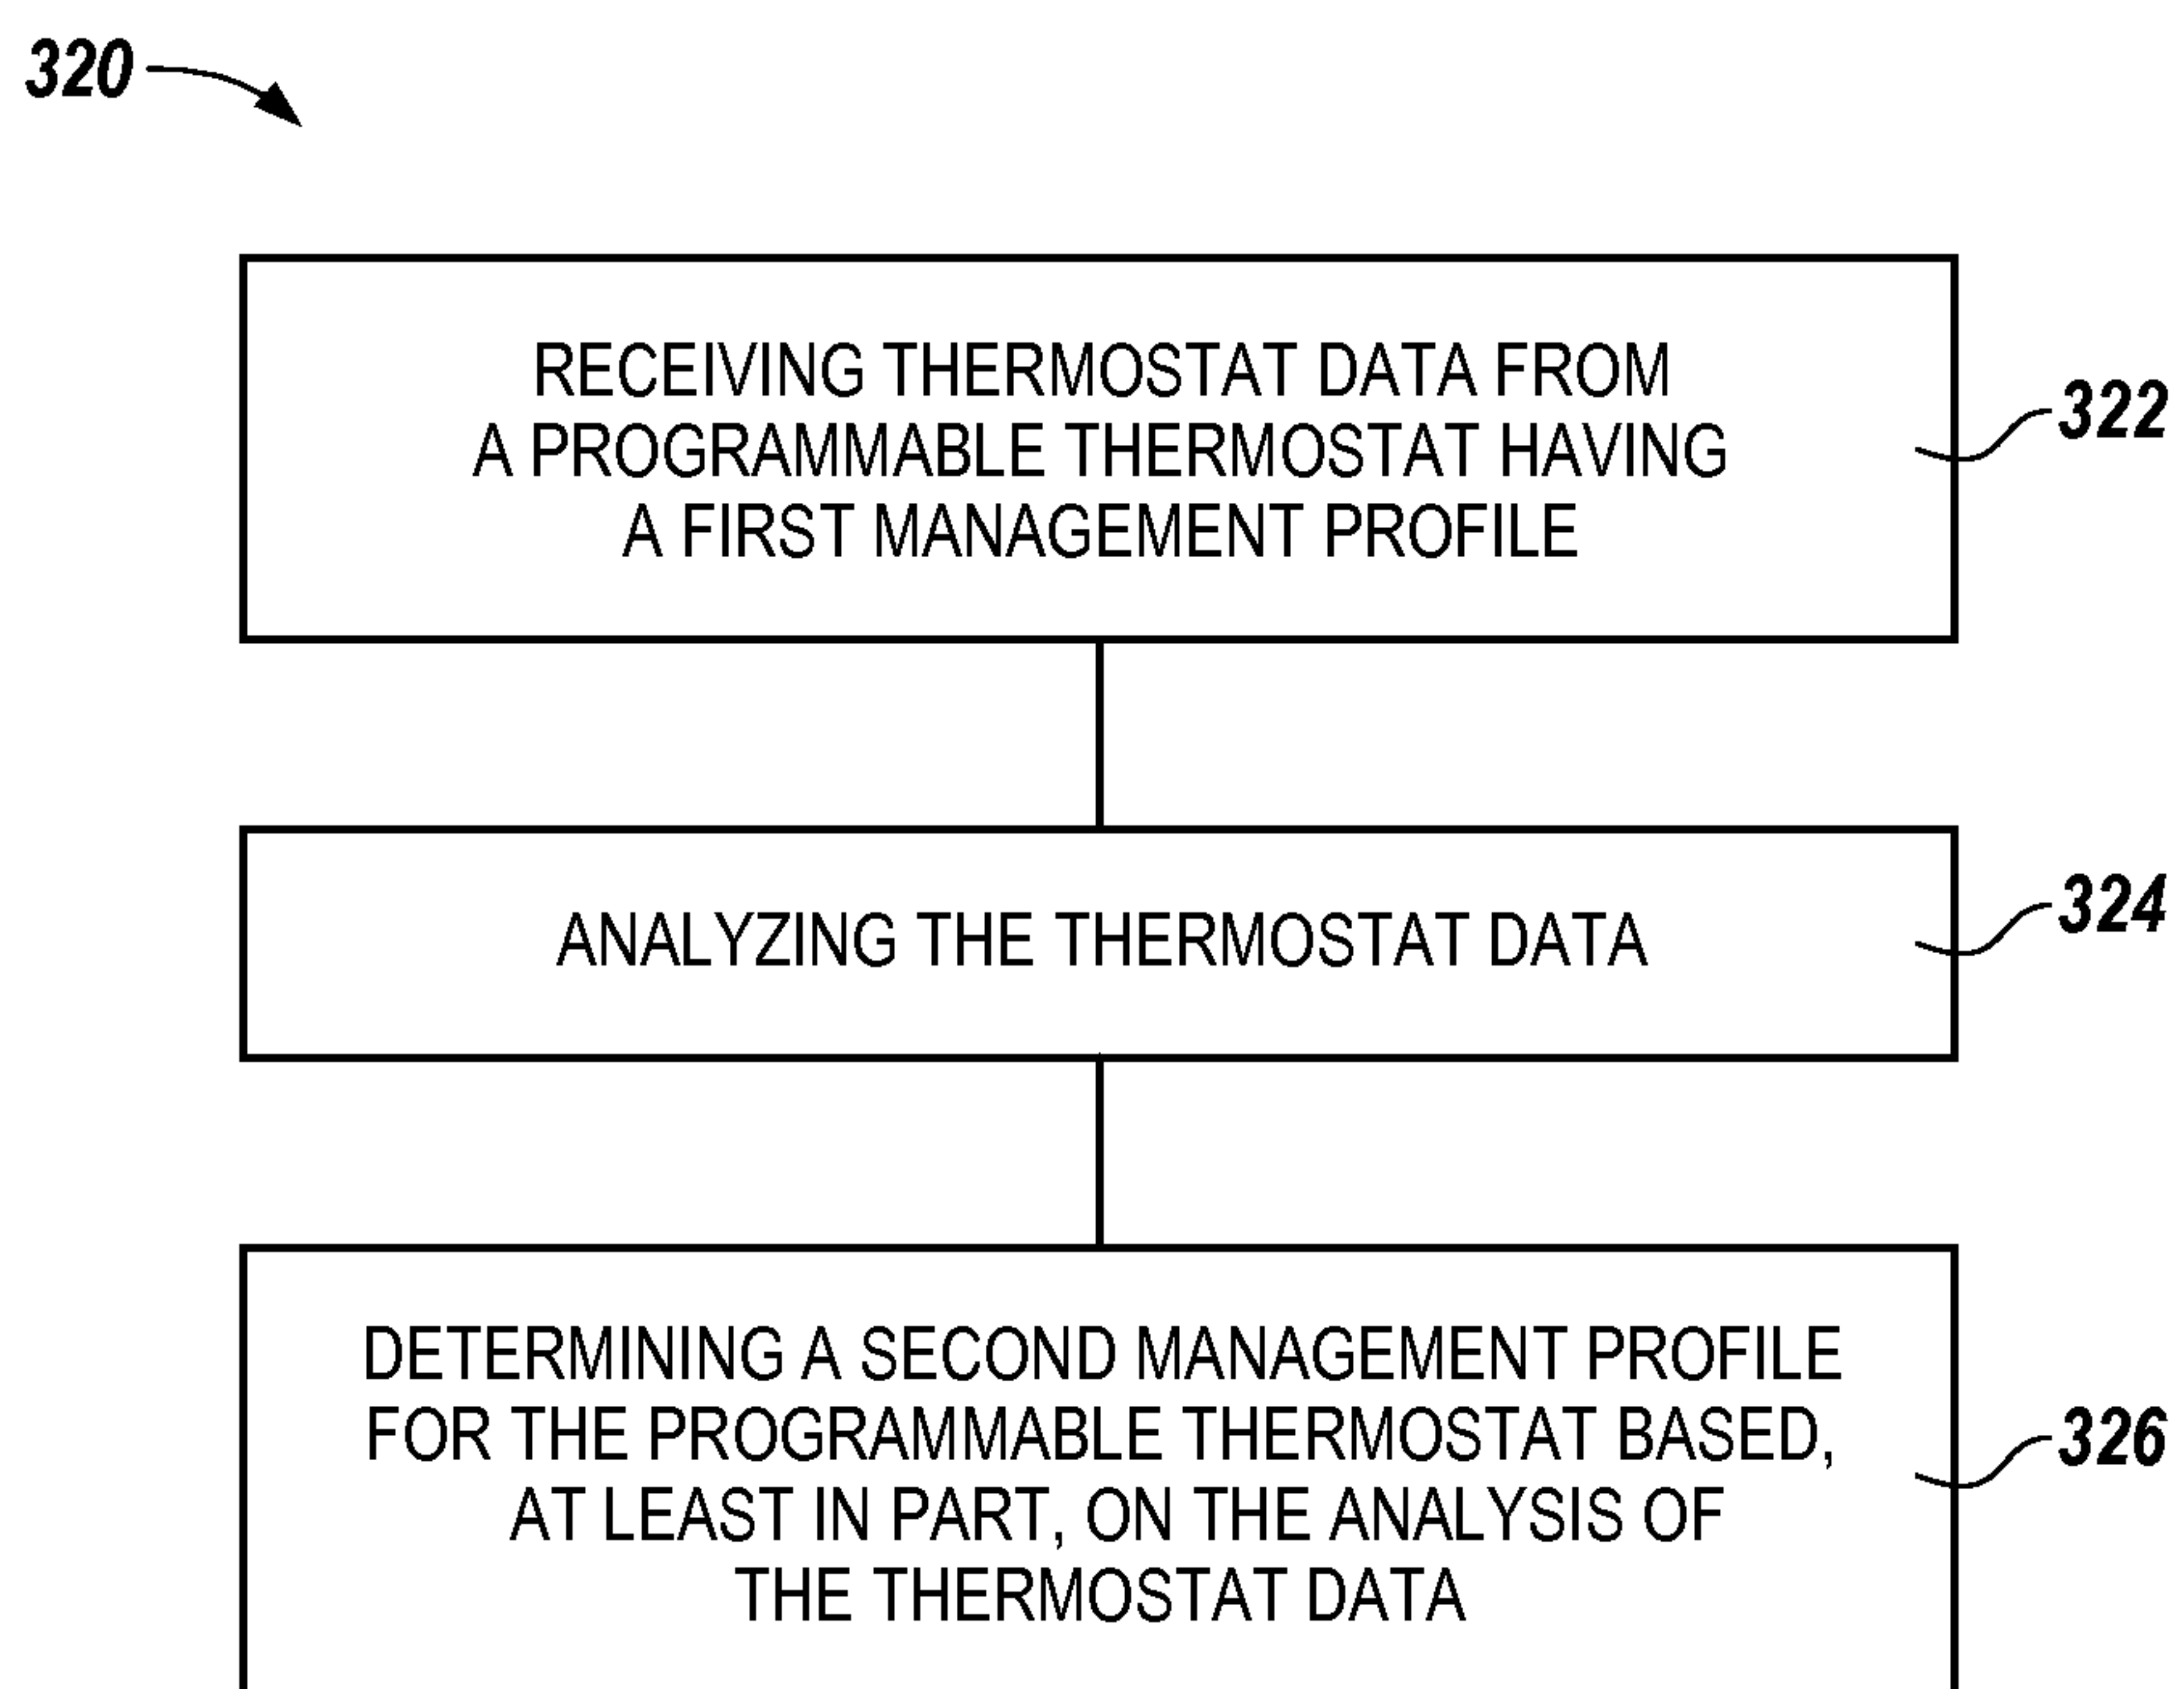 320
RECEIVING THERMOSTAT DATA FROM
A PROGRAMMABLE THERMOSTAT HAVING
A FIRST MANAGEMENT PROFILE
322
ANALYZING THE THERMOSTAT DATA
324
DETERMINING A SECOND MANAGEMENT PROFILE
FOR THE PROGRAMMABLE THERMOSTAT BASED,
AT LEAST IN PART, ON THE ANALYSIS OF
THE THERMOSTAT DATA
326